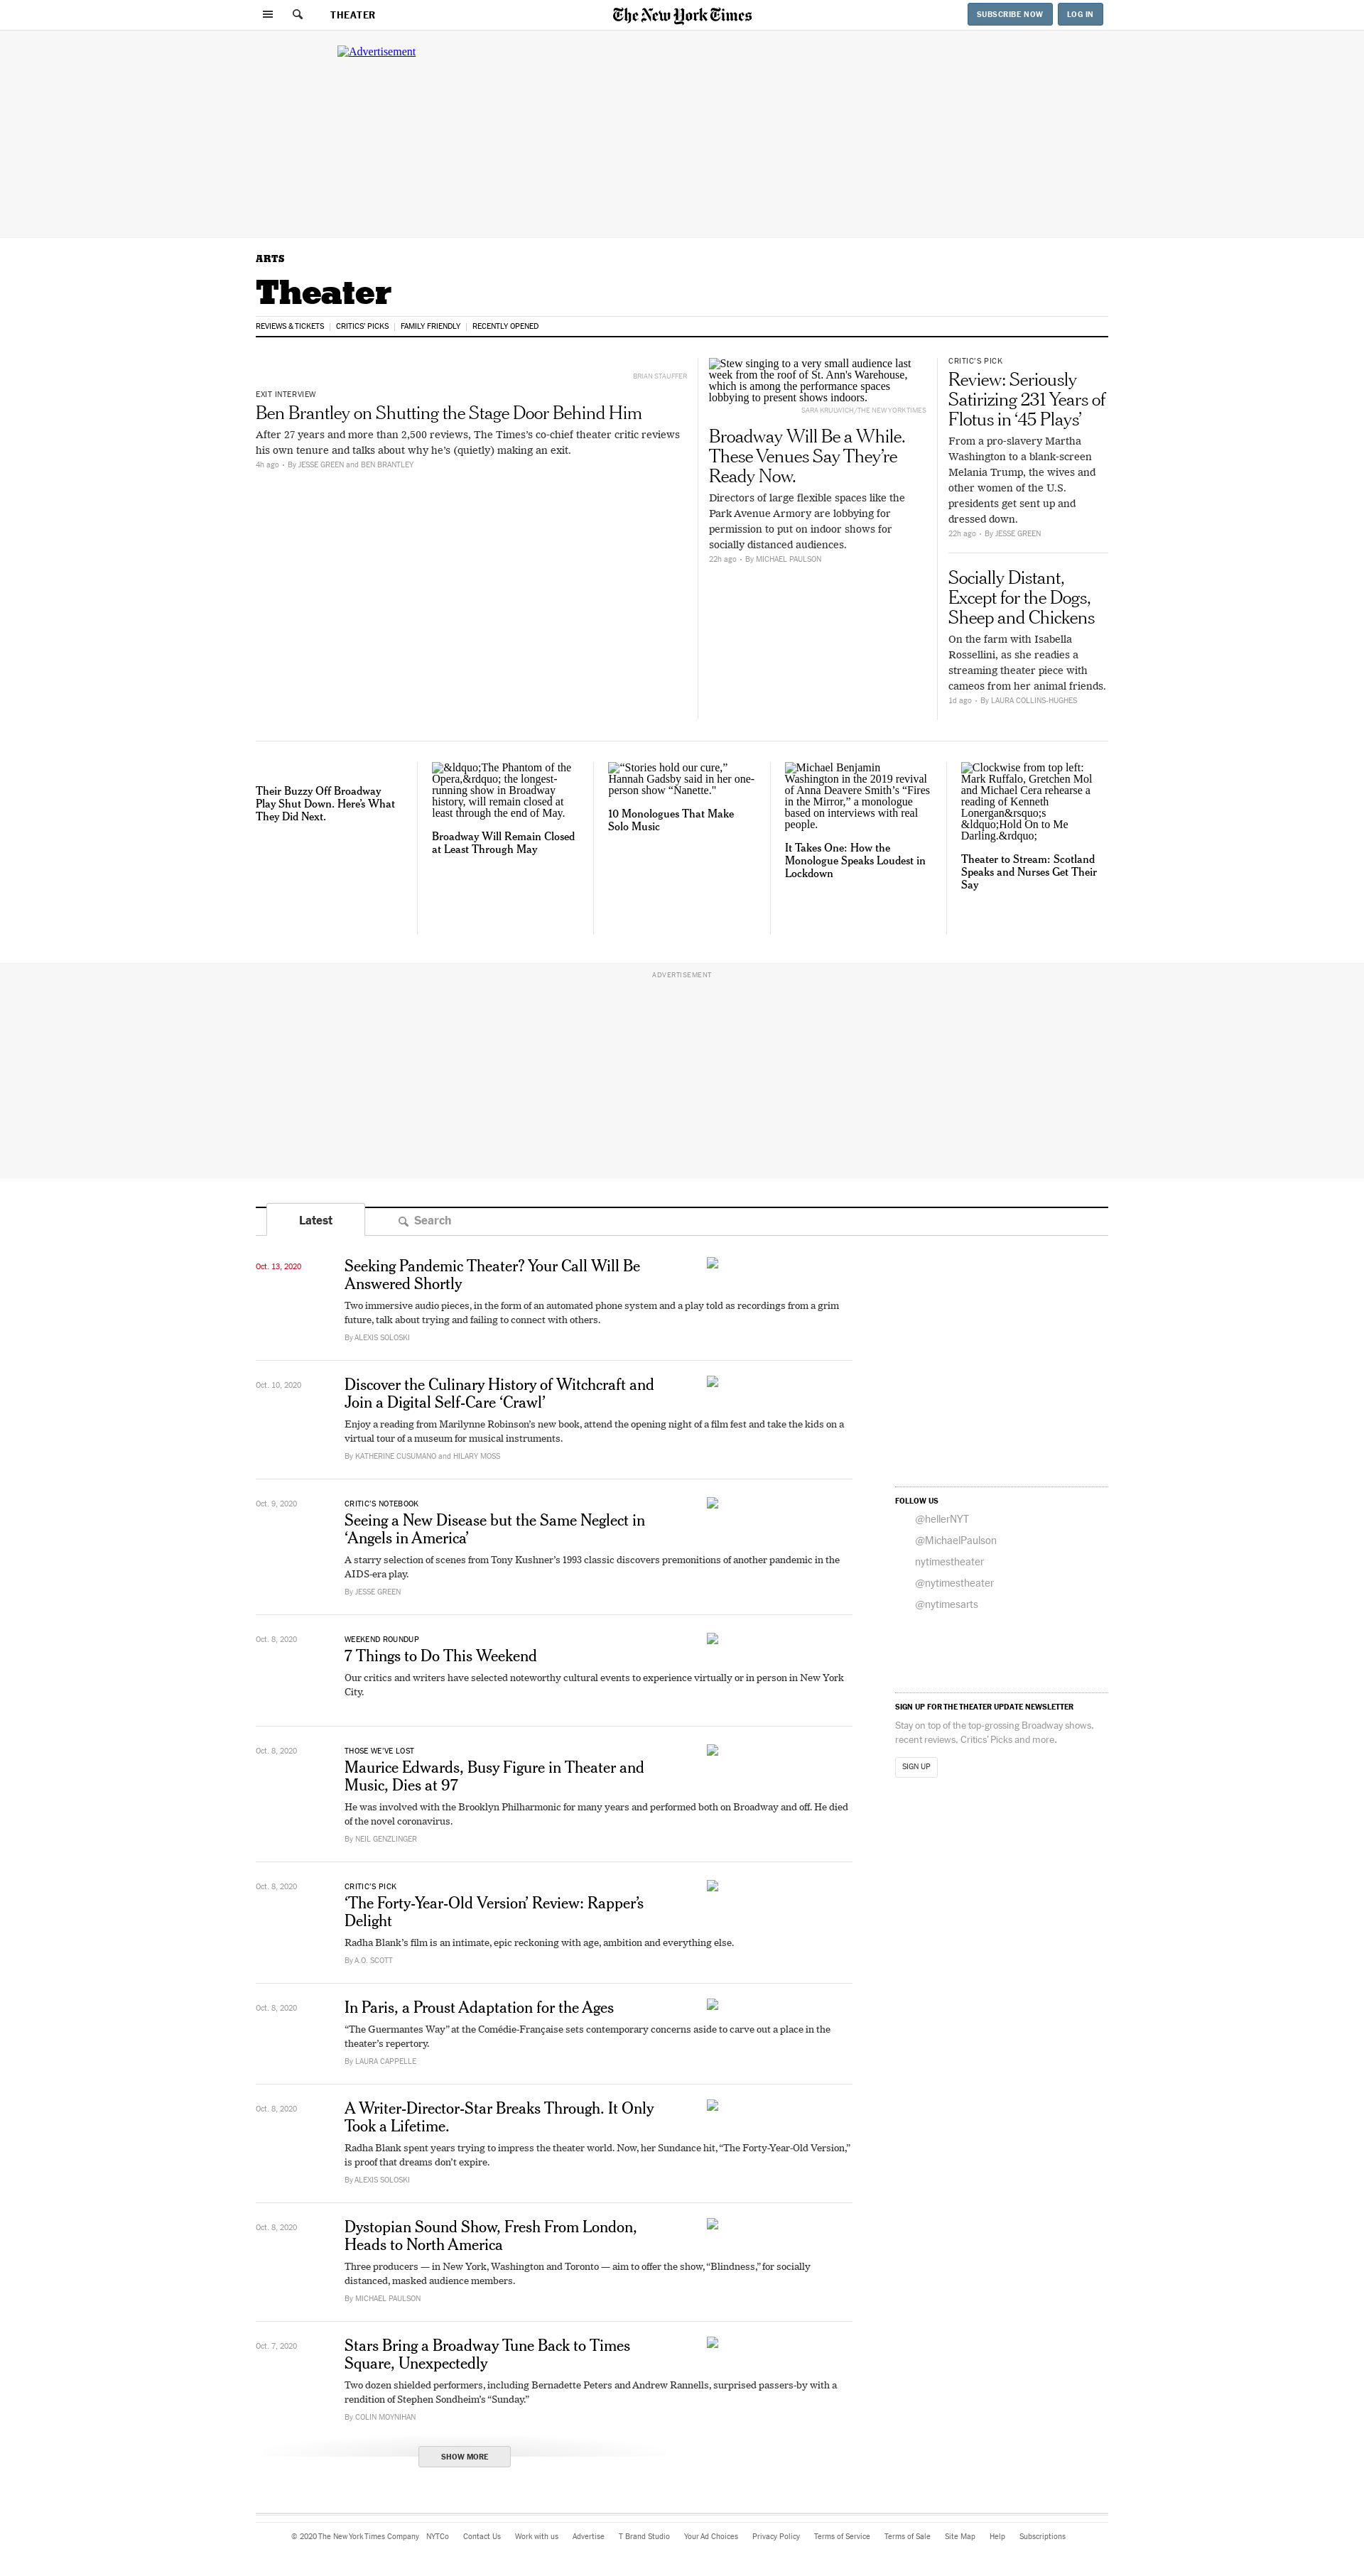 THEATER
The New York Times
SUBSCRIBE NOW
LOG IN
Advertisement
ARTS
Theater
REVIEWS & TICKETS
CRITICS' PICKS
FAMILY FRIENDLY
RECENTLY OPENED
BRIAN STAUFFER
EXIT INTERVIEW
Ben Brantley on Shutting the Stage Door Behind Him
After 27 years and more than 2,500 reviews, The Times’s co-chief theater critic reviews
his own tenure and talks about why he’s (quietly) making an exit.
4h ago • By JESSE GREEN and BEN BRANTLEY
Stew singing to a very small audience last
week from the roof of St. Ann's Warehouse,
which is among the performance spaces
lobbying to present shows indoors.
SARA KRULWICH/THE NEW YORK TIMES
Broadway Will Be a While.
These Venues Say They’re
Ready Now.
Directors of large flexible spaces like the
Park Avenue Armory are lobbying for
permission to put on indoor shows for
socially distanced audiences.
22h ago • By MICHAEL PAULSON
CRITIC’S PICK
Review: Seriously
Satirizing 231 Years of
Flotus in ‘45 Plays’
From a pro-slavery Martha
Washington to a blank-screen
Melania Trump, the wives and
other women of the U.S.
presidents get sent up and
dressed down.
22h ago • By JESSE GREEN
Socially Distant,
Except for the Dogs,
Sheep and Chickens
On the farm with Isabella
Rossellini, as she readies a
streaming theater piece with
cameos from her animal friends.
1d ago • By LAURA COLLINS-HUGHES
Their Buzzy Off Broadway
Play Shut Down. Here’s What
They Did Next.
&ldquo;The Phantom of the
Opera,&rdquo; the longest-
running show in Broadway
history, will remain closed at
least through the end of May.
Broadway Will Remain Closed
at Least Through May
“Stories hold our cure,”
Hannah Gadsby said in her one-
person show “Nanette."
10 Monologues That Make
Solo Music
Michael Benjamin
Washington in the 2019 revival
of Anna Deavere Smith’s “Fires
in the Mirror,” a monologue
based on interviews with real
people.
It Takes One: How the
Monologue Speaks Loudest in
Lockdown
Clockwise from top left:
Mark Ruffalo, Gretchen Mol
and Michael Cera rehearse a
reading of Kenneth
Lonergan&rsquo;s
&ldquo;Hold On to Me
Darling.&rdquo;
Theater to Stream: Scotland
Speaks and Nurses Get Their
Say
ADVERTISEMENT
Latest
Search
Oct. 13, 2020
Seeking Pandemic Theater? Your Call Will Be
Answered Shortly
Two immersive audio pieces, in the form of an automated phone system and a play told as recordings from a grim
future, talk about trying and failing to connect with others.
By ALEXIS SOLOSKI
Oct. 10, 2020
Discover the Culinary History of Witchcraft and
Join a Digital Self-Care ‘Crawl’
Enjoy a reading from Marilynne Robinson’s new book, attend the opening night of a film fest and take the kids on a
virtual tour of a museum for musical instruments.
By KATHERINE CUSUMANO and HILARY MOSS
Oct. 9, 2020
CRITIC’S NOTEBOOK
Seeing a New Disease but the Same Neglect in
‘Angels in America’
A starry selection of scenes from Tony Kushner’s 1993 classic discovers premonitions of another pandemic in the
AIDS-era play.
By JESSE GREEN
Oct. 8, 2020
WEEKEND ROUNDUP
7 Things to Do This Weekend
Our critics and writers have selected noteworthy cultural events to experience virtually or in person in New York
City.
Oct. 8, 2020
THOSE WE’VE LOST
Maurice Edwards, Busy Figure in Theater and
Music, Dies at 97
He was involved with the Brooklyn Philharmonic for many years and performed both on Broadway and off. He died
of the novel coronavirus.
By NEIL GENZLINGER
Oct. 8, 2020
CRITIC’S PICK
‘The Forty-Year-Old Version’ Review: Rapper’s
Delight
Radha Blank’s film is an intimate, epic reckoning with age, ambition and everything else.
By A.O. SCOTT
Oct. 8, 2020
In Paris, a Proust Adaptation for the Ages
“The Guermantes Way” at the Comédie-Française sets contemporary concerns aside to carve out a place in the
theater’s repertory.
By LAURA CAPPELLE
Oct. 8, 2020
A Writer-Director-Star Breaks Through. It Only
Took a Lifetime.
Radha Blank spent years trying to impress the theater world. Now, her Sundance hit, “The Forty-Year-Old Version,”
is proof that dreams don’t expire.
By ALEXIS SOLOSKI
Oct. 8, 2020
Dystopian Sound Show, Fresh From London,
Heads to North America
Three producers — in New York, Washington and Toronto — aim to offer the show, “Blindness,” for socially
distanced, masked audience members.
By MICHAEL PAULSON
Oct. 7, 2020
Stars Bring a Broadway Tune Back to Times
Square, Unexpectedly
Two dozen shielded performers, including Bernadette Peters and Andrew Rannells, surprised passers-by with a
rendition of Stephen Sondheim’s “Sunday.”
By COLIN MOYNIHAN
SHOW MORE
FOLLOW US
@hellerNYT
@MichaelPaulson
nytimestheater
@nytimestheater
@nytimesarts
SIGN UP FOR THE THEATER UPDATE NEWSLETTER
Stay on top of the top-grossing Broadway shows,
recent reviews, Critics’ Picks and more.
SIGN UP
© 2020 The New York Times Company NYTCo Contact Us Work with us Advertise T Brand Studio Your Ad Choices Privacy Policy Terms of Service Terms of Sale Site Map Help Subscriptions